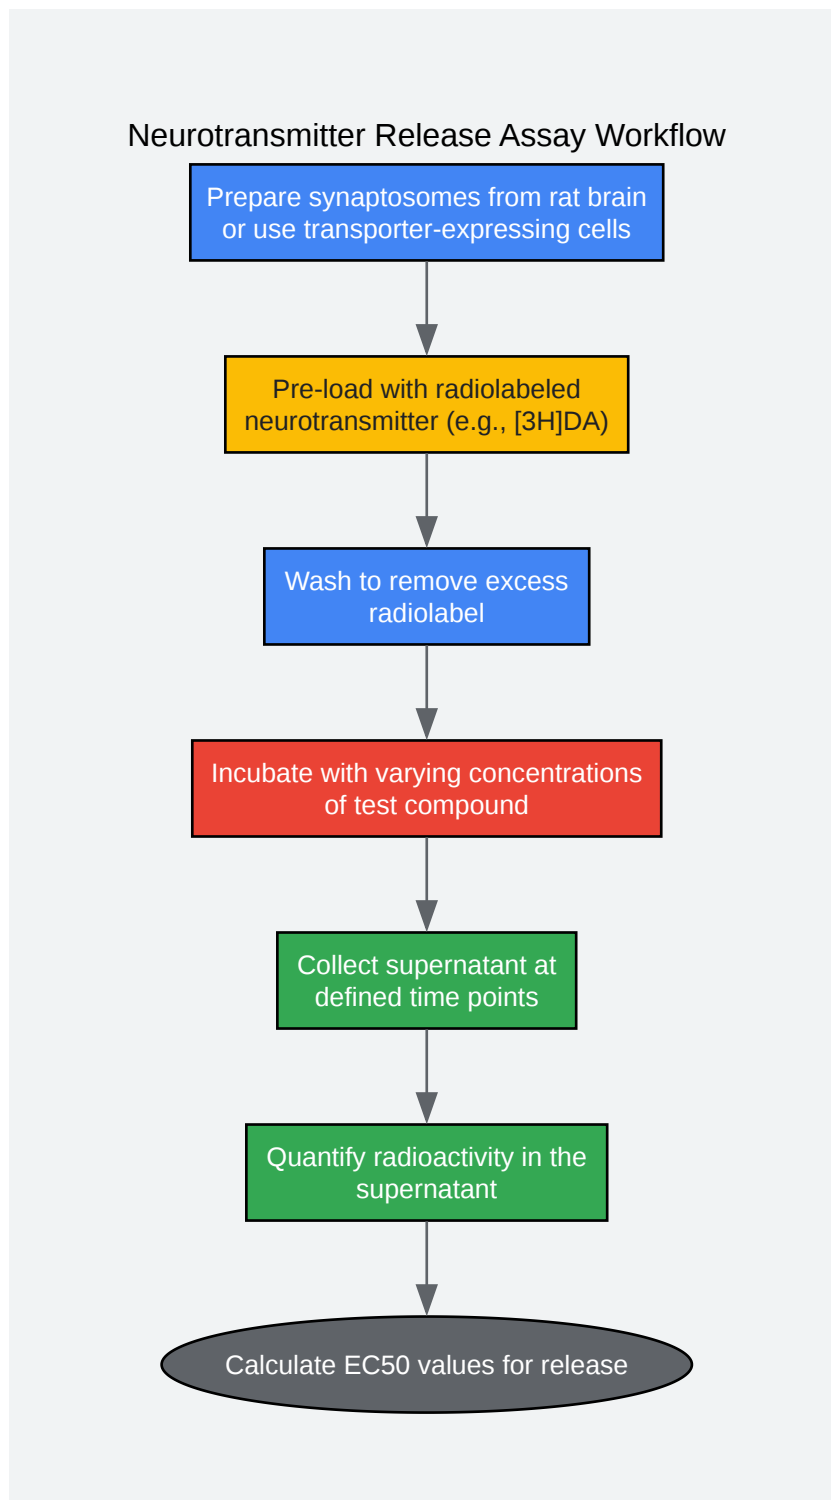 Neurotransmitter Release Assay Workflow
Prepare synaptosomes from rat brain
or use transporter-expressing cells
Pre-load with radiolabeled
neurotransmitter (e.g., [3H]DA)
Wash to remove excess
radiolabel
Incubate with varying concentrations
of test compound
Collect supernatant at
defined time points
Quantify radioactivity in the
supernatant
Calculate EC50 values for release